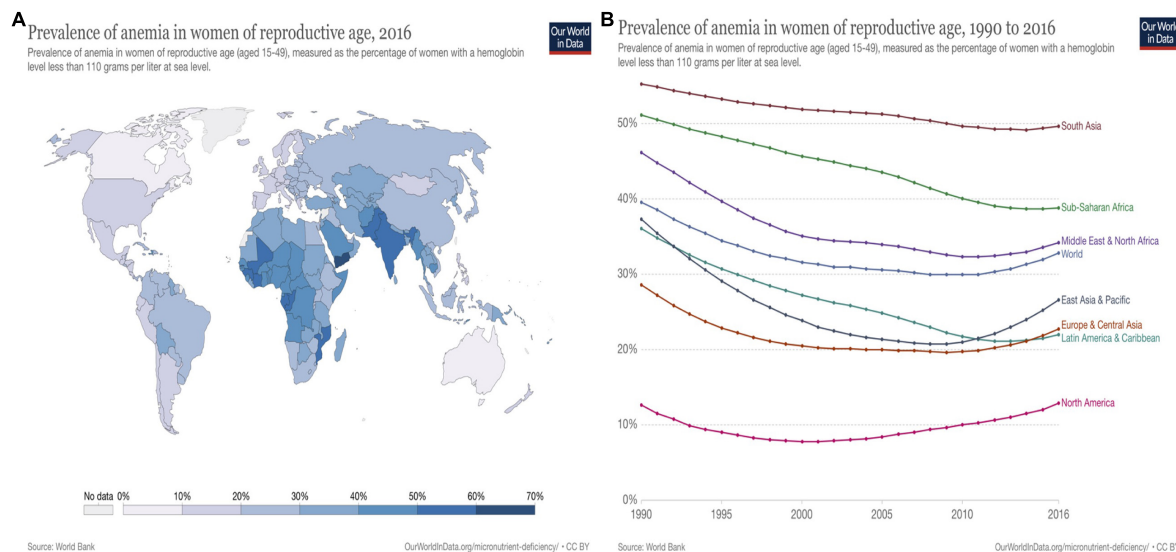 A
Prevalence of anemia in women of reproductive age, 2016
Our World
in Data
Prevalence of anemia in women of reproductive age (aged 15-49), measured as the percentage of women with a hemoglobin
level less than 110 grams per liter at sea level.
No data
0%
10%
20%
30%
40%
50%
60%
70%
Source: World Bank
OurWorldInData.org/micronutrient-deficiency/ • CC BY
B
Prevalence of anemia in women of reproductive age, 1990 to 2016
Our World
in Data
Prevalence of anemia in women of reproductive age (aged 15-49), measured as the percentage of women with a hemoglobin
level less than 110 grams per liter at sea level.
50%
40%
30%
20%
10%
0%
South Asia
Sub-Saharan Africa
Middle East & North Africa
World
East Asia & Pacific
Europe & Central Asia
Latin America & Caribbean
North America
1990
1995
2000
2005
2010
2016
Source: World Bank
OurWorldInData.org/micronutrient-deficiency/ • CC BY